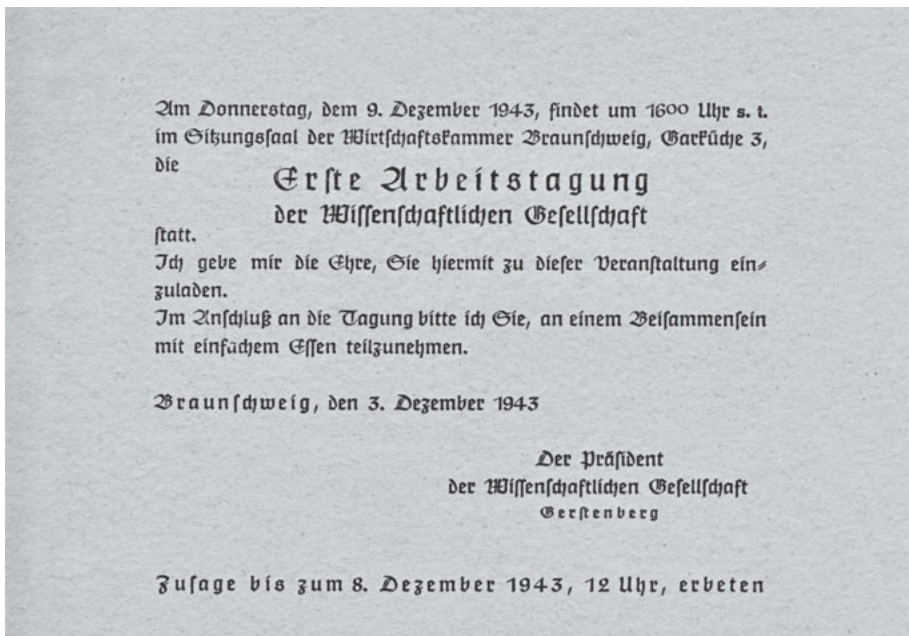 Am Donnerstag, dem 9. Dezember 1943, findet um 1600 Uhr s. t.
im Sitzungssaal der Wirtschaftskammer Braunschweig, Garküche 3,
die
Erste Arbeitstagung
der Wissenschaftlichen Gesellschaft
statt.
Ich gebe mir die Ehre, Sie hiermit zu dieser Veranstaltung ein-
zuladen.
Im Anschluß an die Tagung bitte ich Sie, an einem Beisammensein
mit einfachem Essen teilzunehmen.
Braunschweig, den 3. Dezember 1943
Der Präsident
der Wissenschaftlichen Gesellschaft
Gerstenberg
Zusage bis zum 8. Dezember 1943, 12 Uhr, erbeten